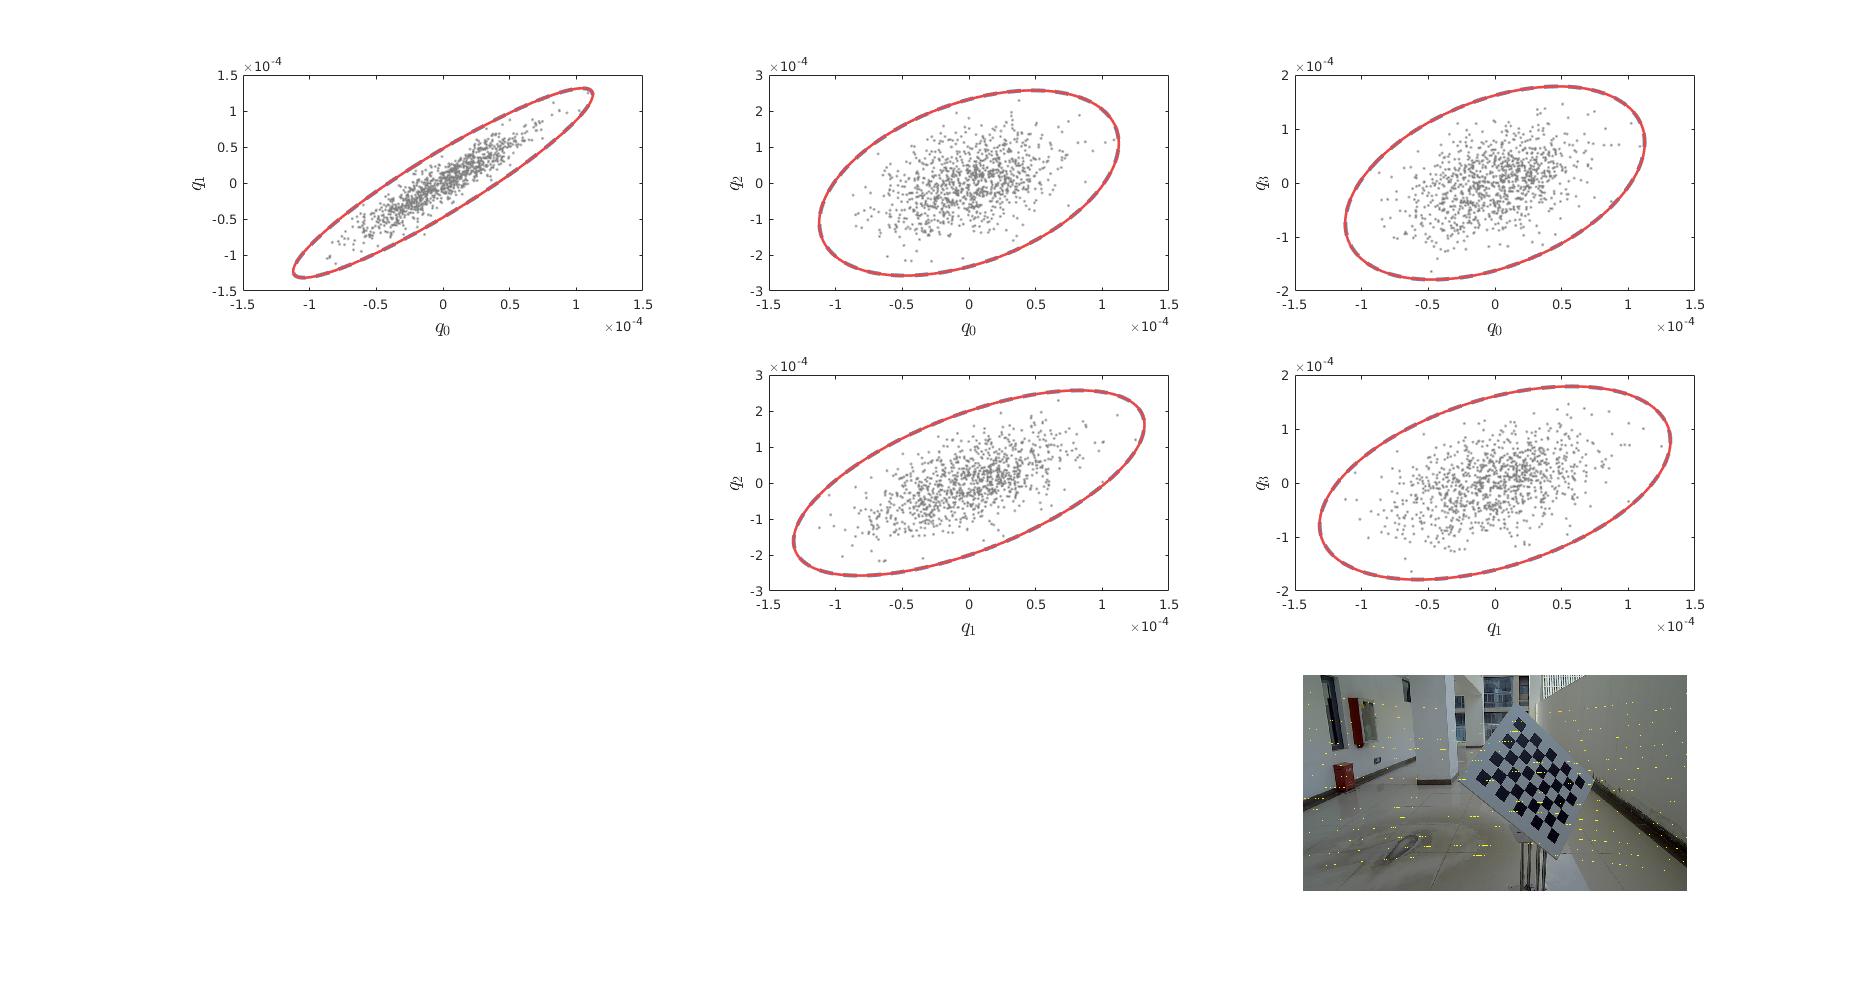 ×10⁻⁴ ×10⁻⁴ ×10⁻⁴
1.5 3 2
1 2
0.5 1 1
q₁ 0 q₂ 0 q₃ 0
-0.5 -1 -1
-1 -2
-1.5 -3 -2
-1.5 -1 -0.5 0 0.5 1 1.5 -1.5 -1 -0.5 0 0.5 1 1.5 -1.5 -1 -0.5 0 0.5 1 1.5
q₀ ×10⁻⁴ q₀ ×10⁻⁴ q₀ ×10⁻⁴
×10⁻⁴ ×10⁻⁴
3 2
2
1 1
q₂ 0 q₃ 0
-1 -1
-2
-3 -2
-1.5 -1 -0.5 0 0.5 1 1.5 -1.5 -1 -0.5 0 0.5 1 1.5
q₁ ×10⁻⁴ q₁ ×10⁻⁴